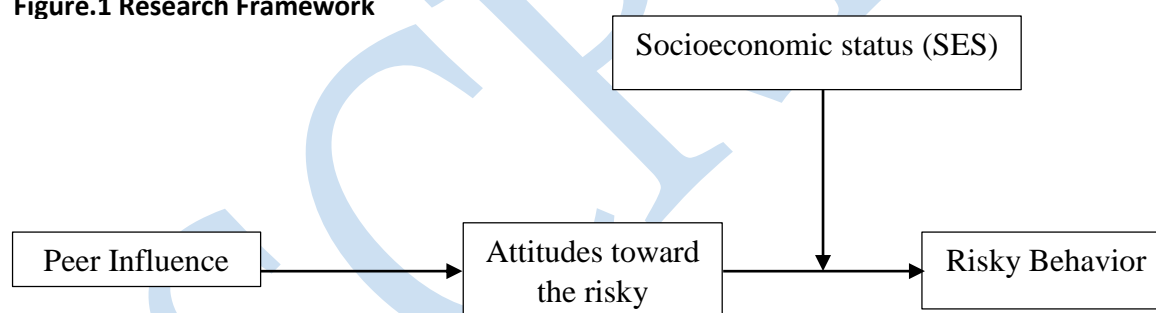 Figure.1 Research Framework
Socioeconomic status (SES)
Peer Influence
Attitudes toward
the risky
Risky Behavior